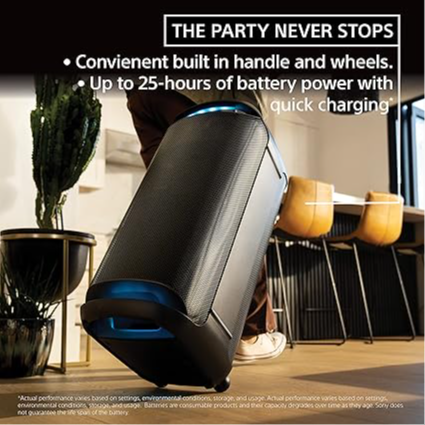 THE PARTY NEVER STOPS
• Convienent built in handle and wheels.
• Up to 25-hours of battery power with
quick charging*
*Actual performance varies based on settings, environmental conditions, storage, and usage. Actual performance varies based on settings,
environmental conditions, storage, and usage. Batteries are consumable products and their capacity degrades over time as they age. Sony does
not guarantee the life span of the battery.